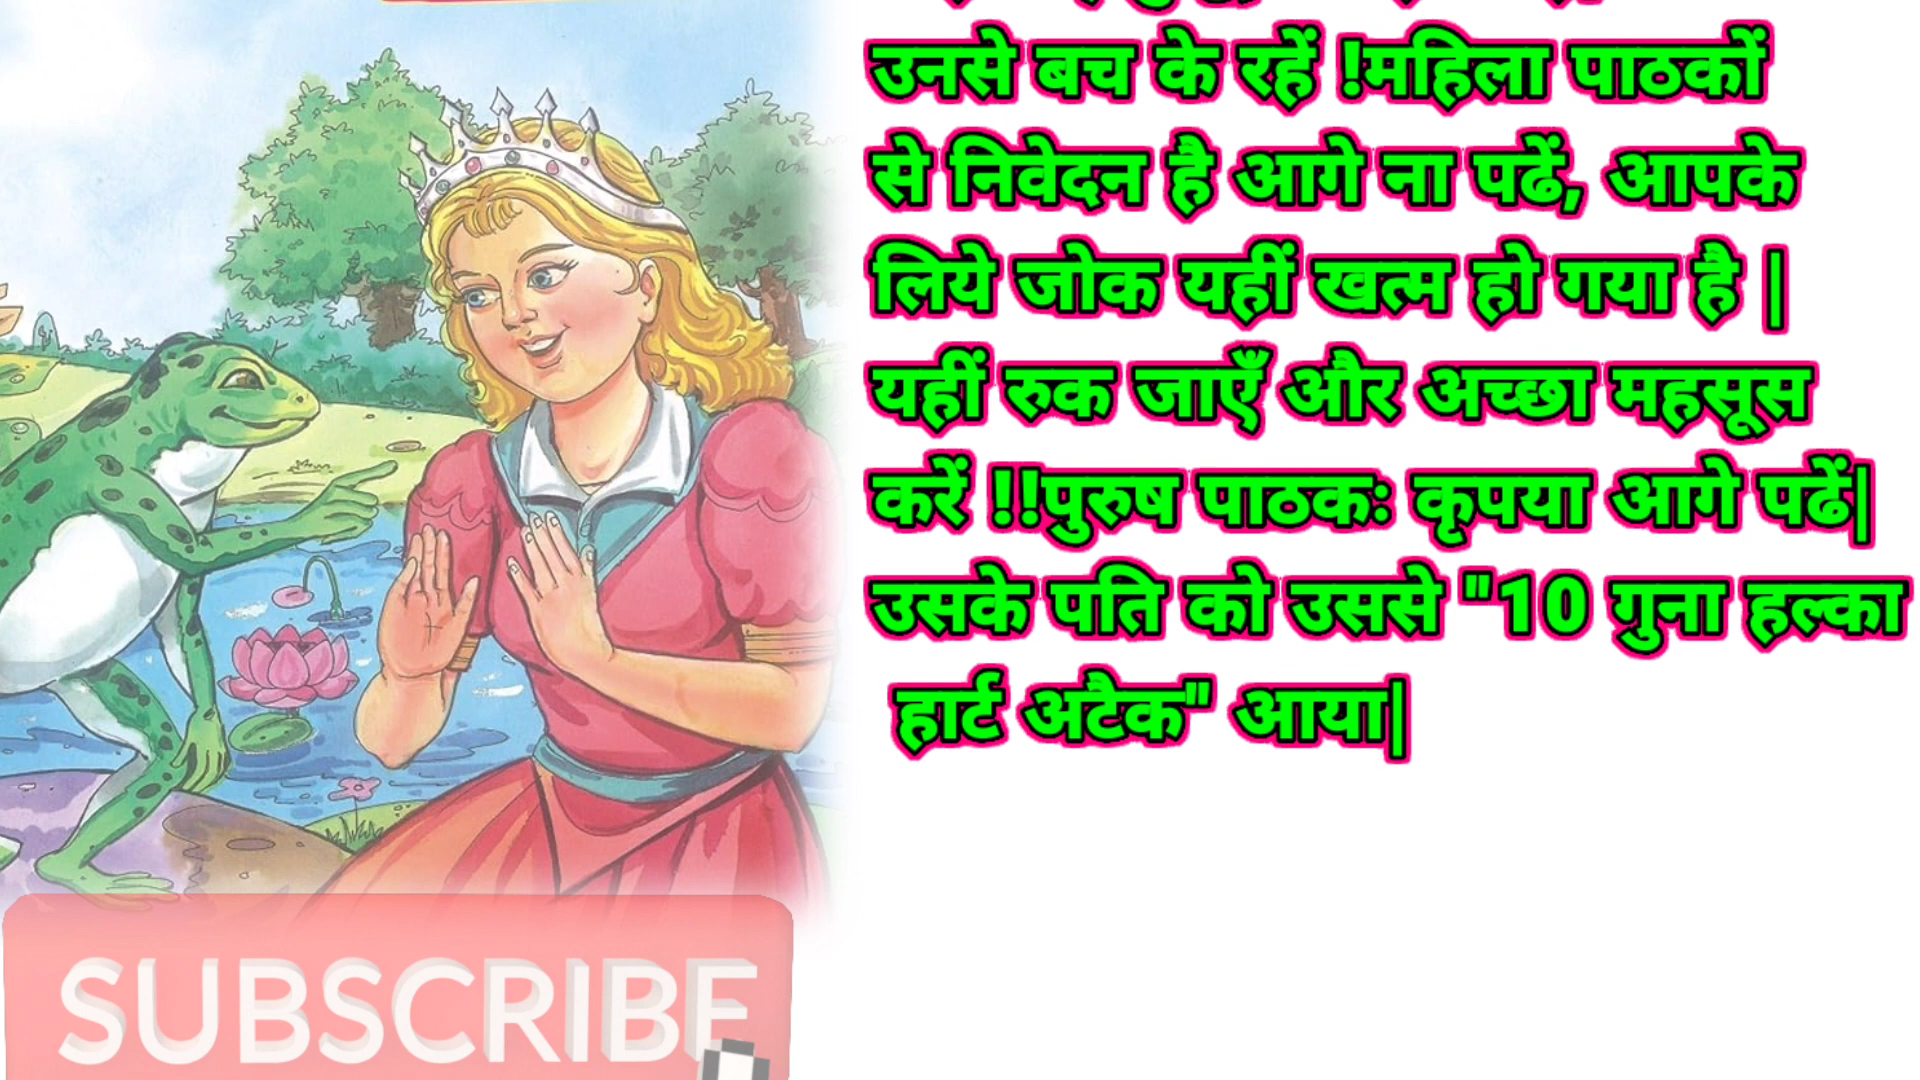 उनसे बच के रहें !महिला पाठकों
से निवेदन है आगे ना पढें, आपके
लिये जोक यहीं खत्म हो गया है |
यहीं रुक जाएँ और अच्छा महसूस
करें !!पुरुष पाठकः कृपया आगे पढें|
उसके पति को उससे "10 गुना हल्का
हार्ट अटैक" आया|
SUBSCRIBE